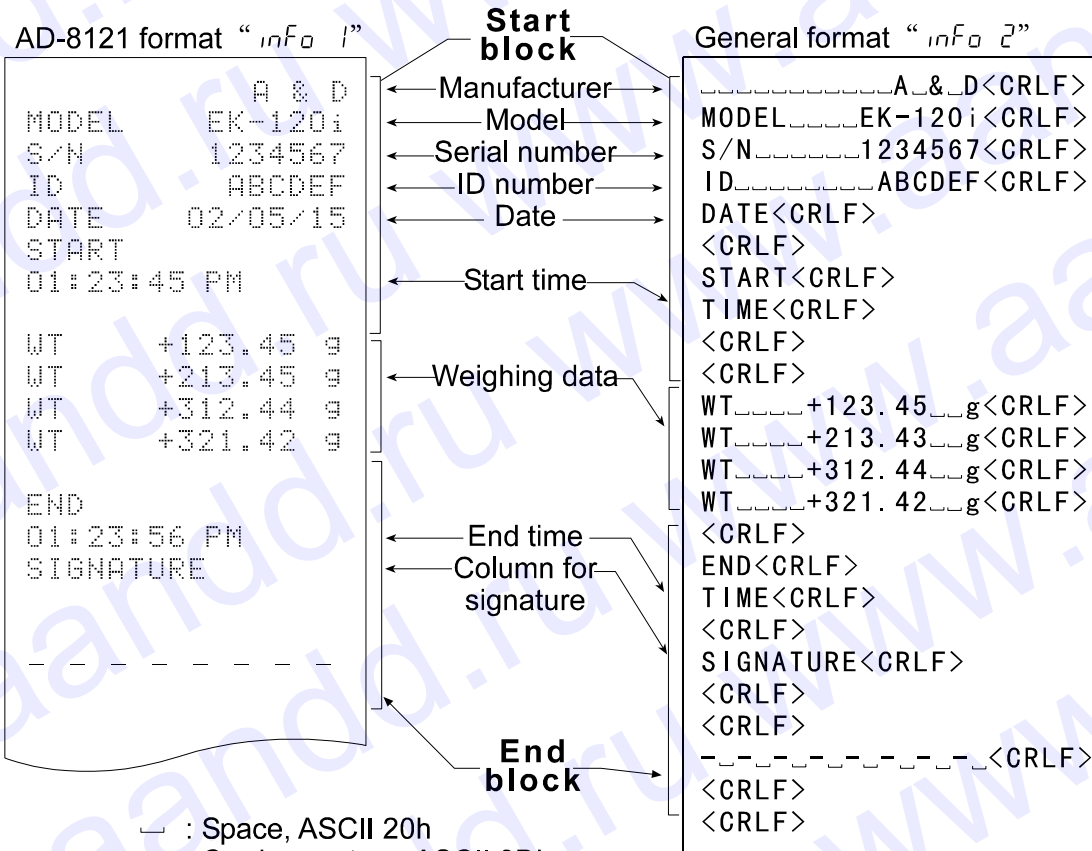 AD-8121 format “ inFo 1”
A & D
MODEL EK-120i
S/N 1234567
ID ABCDEF
DATE 02/05/15
START
01:23:45 PM
WT +123.45 g
WT +213.45 g
WT +312.44 g
WT +321.42 g
END
01:23:56 PM
SIGNATURE
_ _ _ _ _ _ _ _
Start
block
Manufacturer
Model
Serial number
ID number
Date
Start time
Weighing data
End time
Column for
signature
End
block
General format “ inFo 2”
␣␣␣␣␣␣␣␣␣␣␣A␣&␣D<CRLF>
MODEL␣␣␣␣EK-120i<CRLF>
S/N␣␣␣␣␣␣1234567<CRLF>
ID␣␣␣␣␣␣␣␣ABCDEF<CRLF>
DATE<CRLF>
<CRLF>
START<CRLF>
TIME<CRLF>
<CRLF>
<CRLF>
WT␣␣␣␣+123.45␣␣g<CRLF>
WT␣␣␣␣+213.43␣␣g<CRLF>
WT␣␣␣␣+312.44␣␣g<CRLF>
WT␣␣␣␣+321.42␣␣g<CRLF>
<CRLF>
END<CRLF>
TIME<CRLF>
<CRLF>
SIGNATURE<CRLF>
<CRLF>
<CRLF>
-␣-␣-␣-␣-␣-␣-␣-␣<CRLF>
<CRLF>
<CRLF>
␣ : Space, ASCII 20h